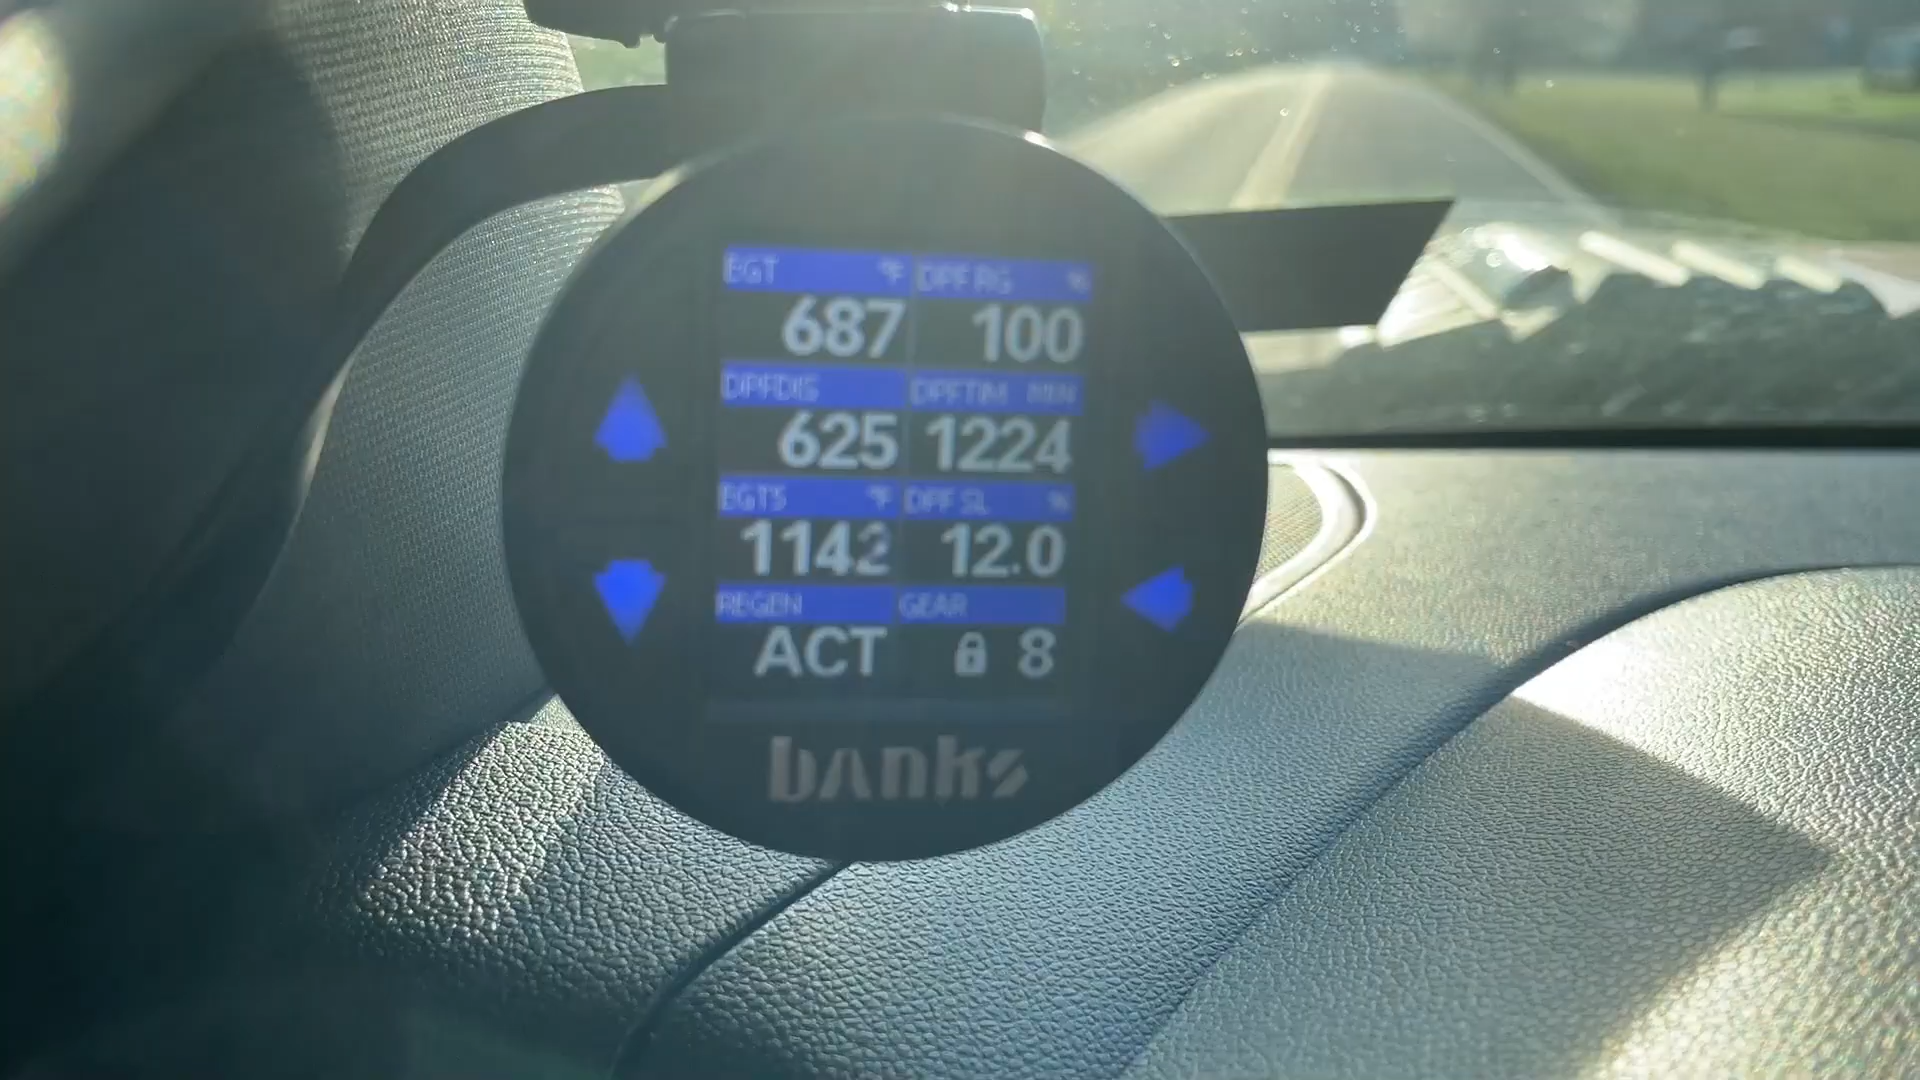 EGT °F DPF RG %
687 100
DPFDIS DPFTIM MIN
625 1224
EGT5 °F DPF SL %
1142 12.0
REGEN GEAR
ACT 8
banks